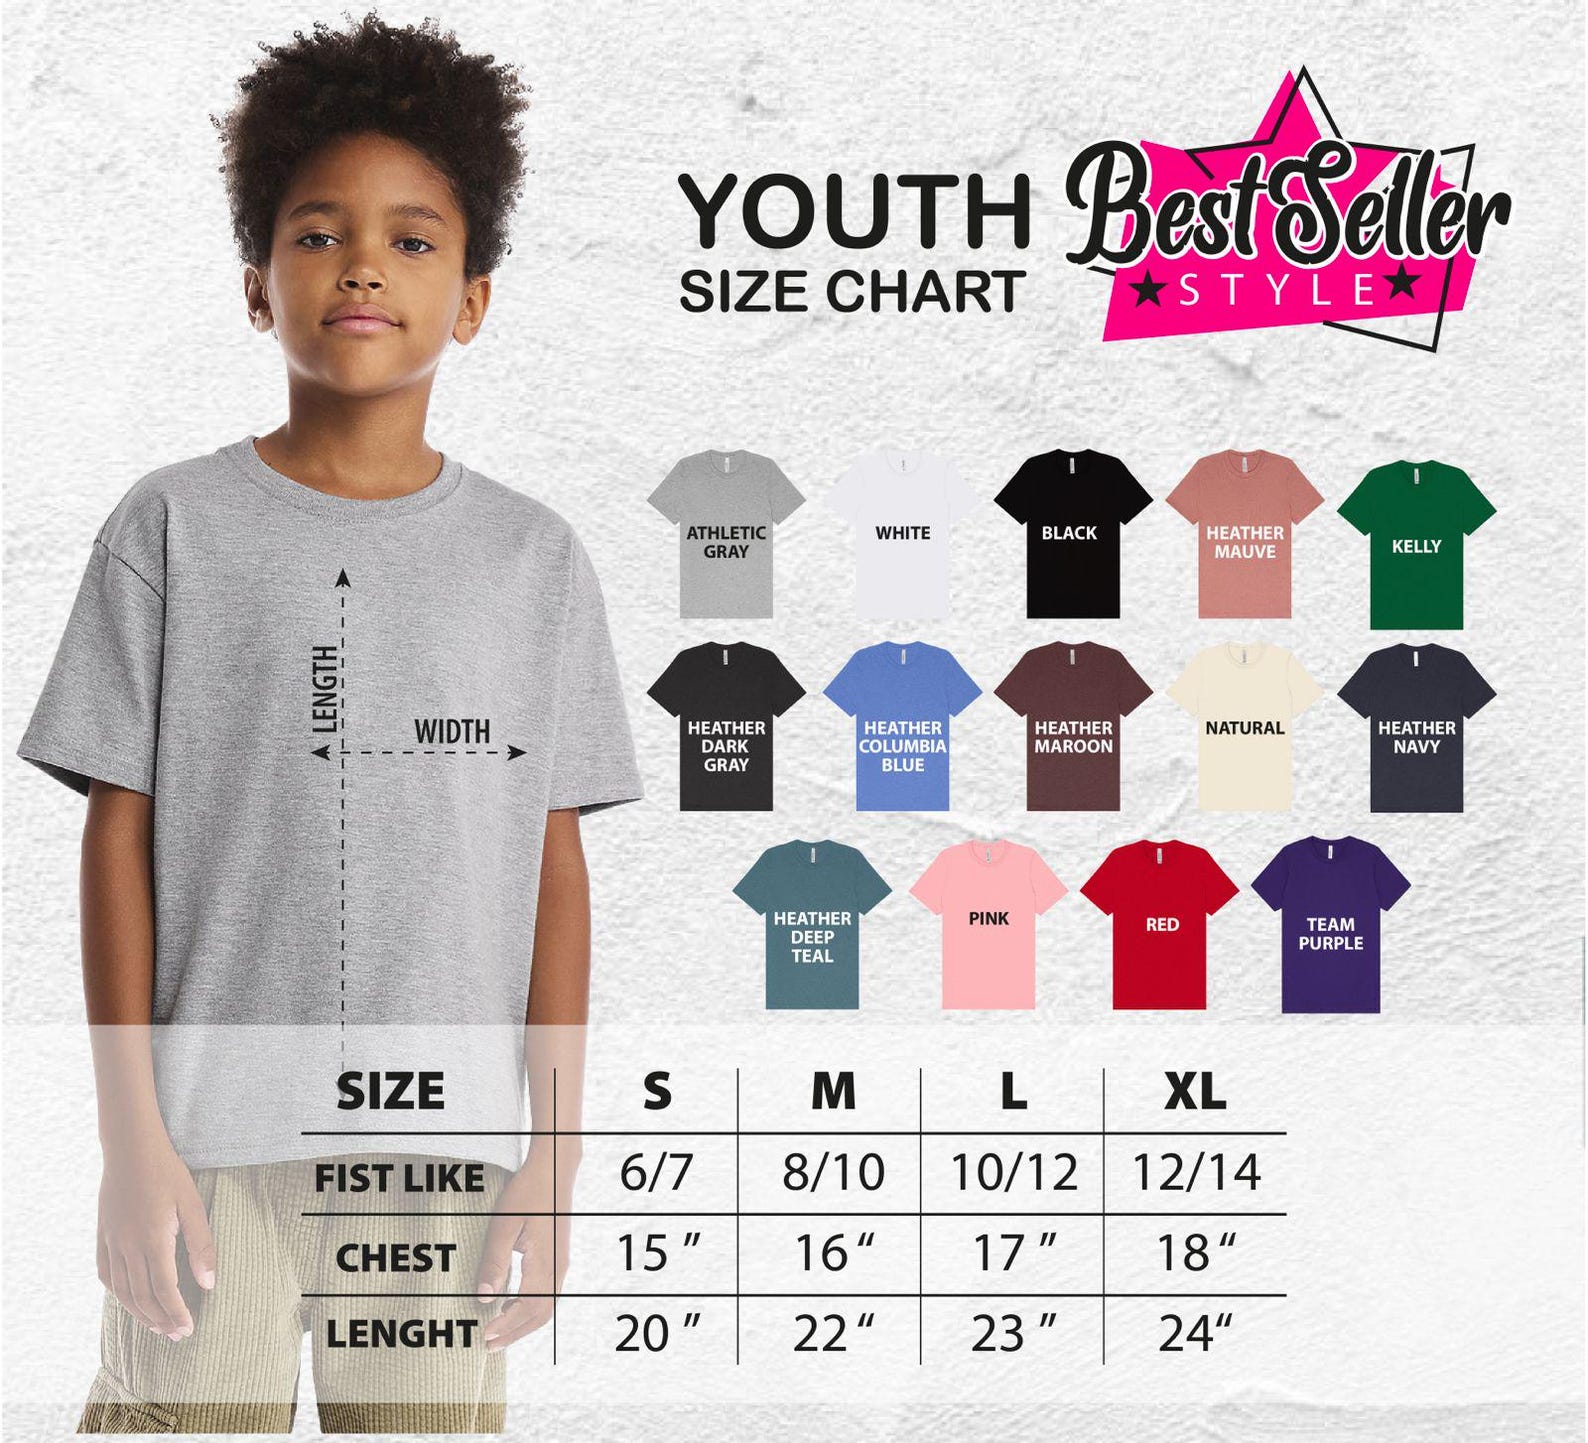 YOUTH
SIZE CHART
Best Seller
STYLE
ATHLETIC
GRAY
WHITE
BLACK
HEATHER
MAUVE
KELLY
HEATHER
DARK
GRAY
HEATHER
COLUMBIA
BLUE
HEATHER
MAROON
NATURAL
HEATHER
NAVY
HEATHER
DEEP
TEAL
PINK
RED
TEAM
PURPLE
LENGTH
WIDTH
SIZE S M L XL
FIST LIKE 6/7 8/10 10/12 12/14
CHEST 15 ” 16 “ 17 ” 18 “
LENGHT 20 ” 22 “ 23 ” 24“